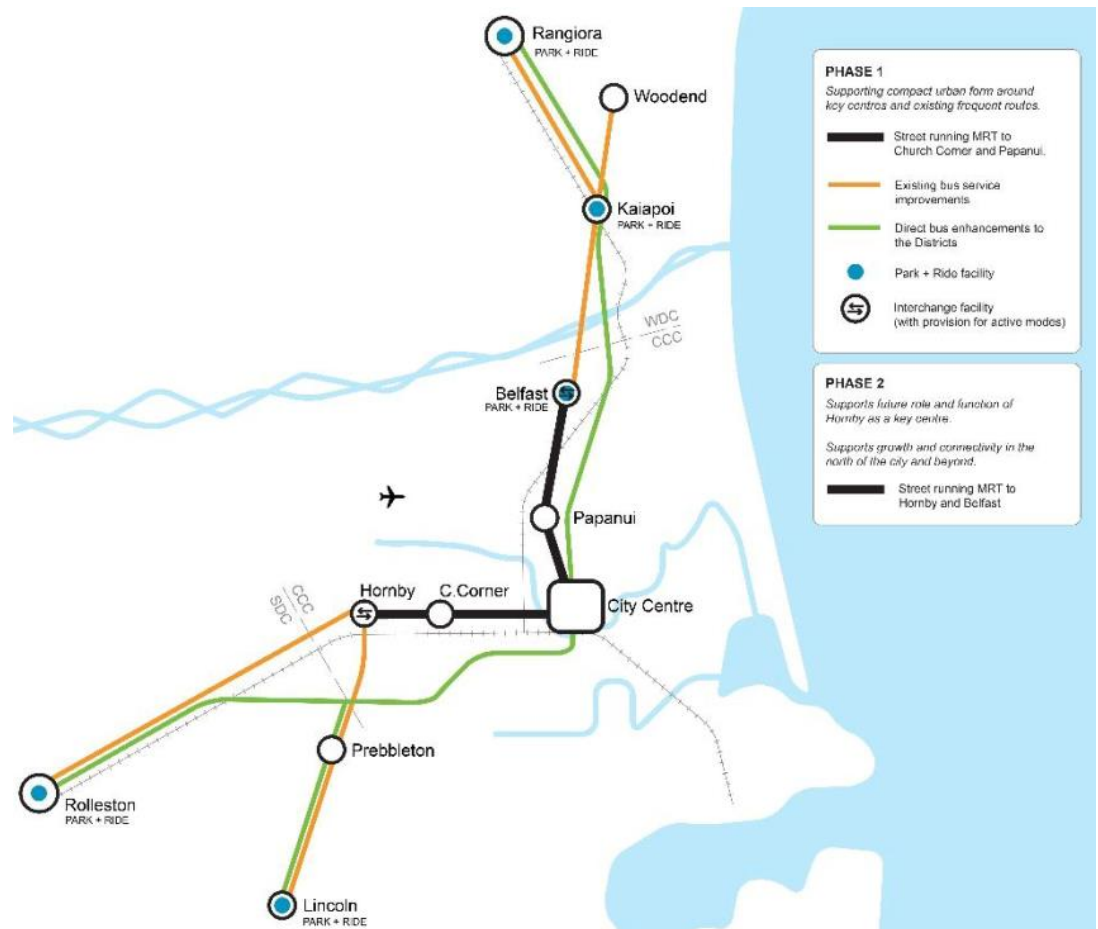 Rangiora
PARK + RIDE
Woodend
Kaiapoi
PARK + RIDE
WDC
CCC
Belfast
PARK + RIDE
Papanui
Hornby
C.Corner
City Centre
CCC
SDC
Prebbleton
Rolleston
PARK + RIDE
Lincoln
PARK + RIDE
PHASE 1
Supporting compact urban form around
key centres and existing frequent routes.
Street running MRT to
Church Corner and Papanui.
Existing bus service
improvements
Direct bus enhancements to
the Districts
Park + Ride facility
Interchange facility
(with provision for active modes)
PHASE 2
Supports future role and function of
Hornby as a key centre.
Supports growth and connectivity in the
north of the city and beyond.
Street running MRT to
Hornby and Belfast